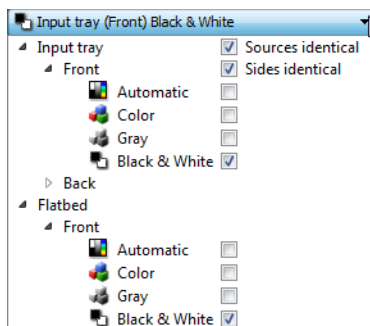 Input tray (Front) Black & White
Input tray Sources identical
Front Sides identical
Automatic
Color
Gray
Black & White
Back
Flatbed
Front
Automatic
Color
Gray
Black & White